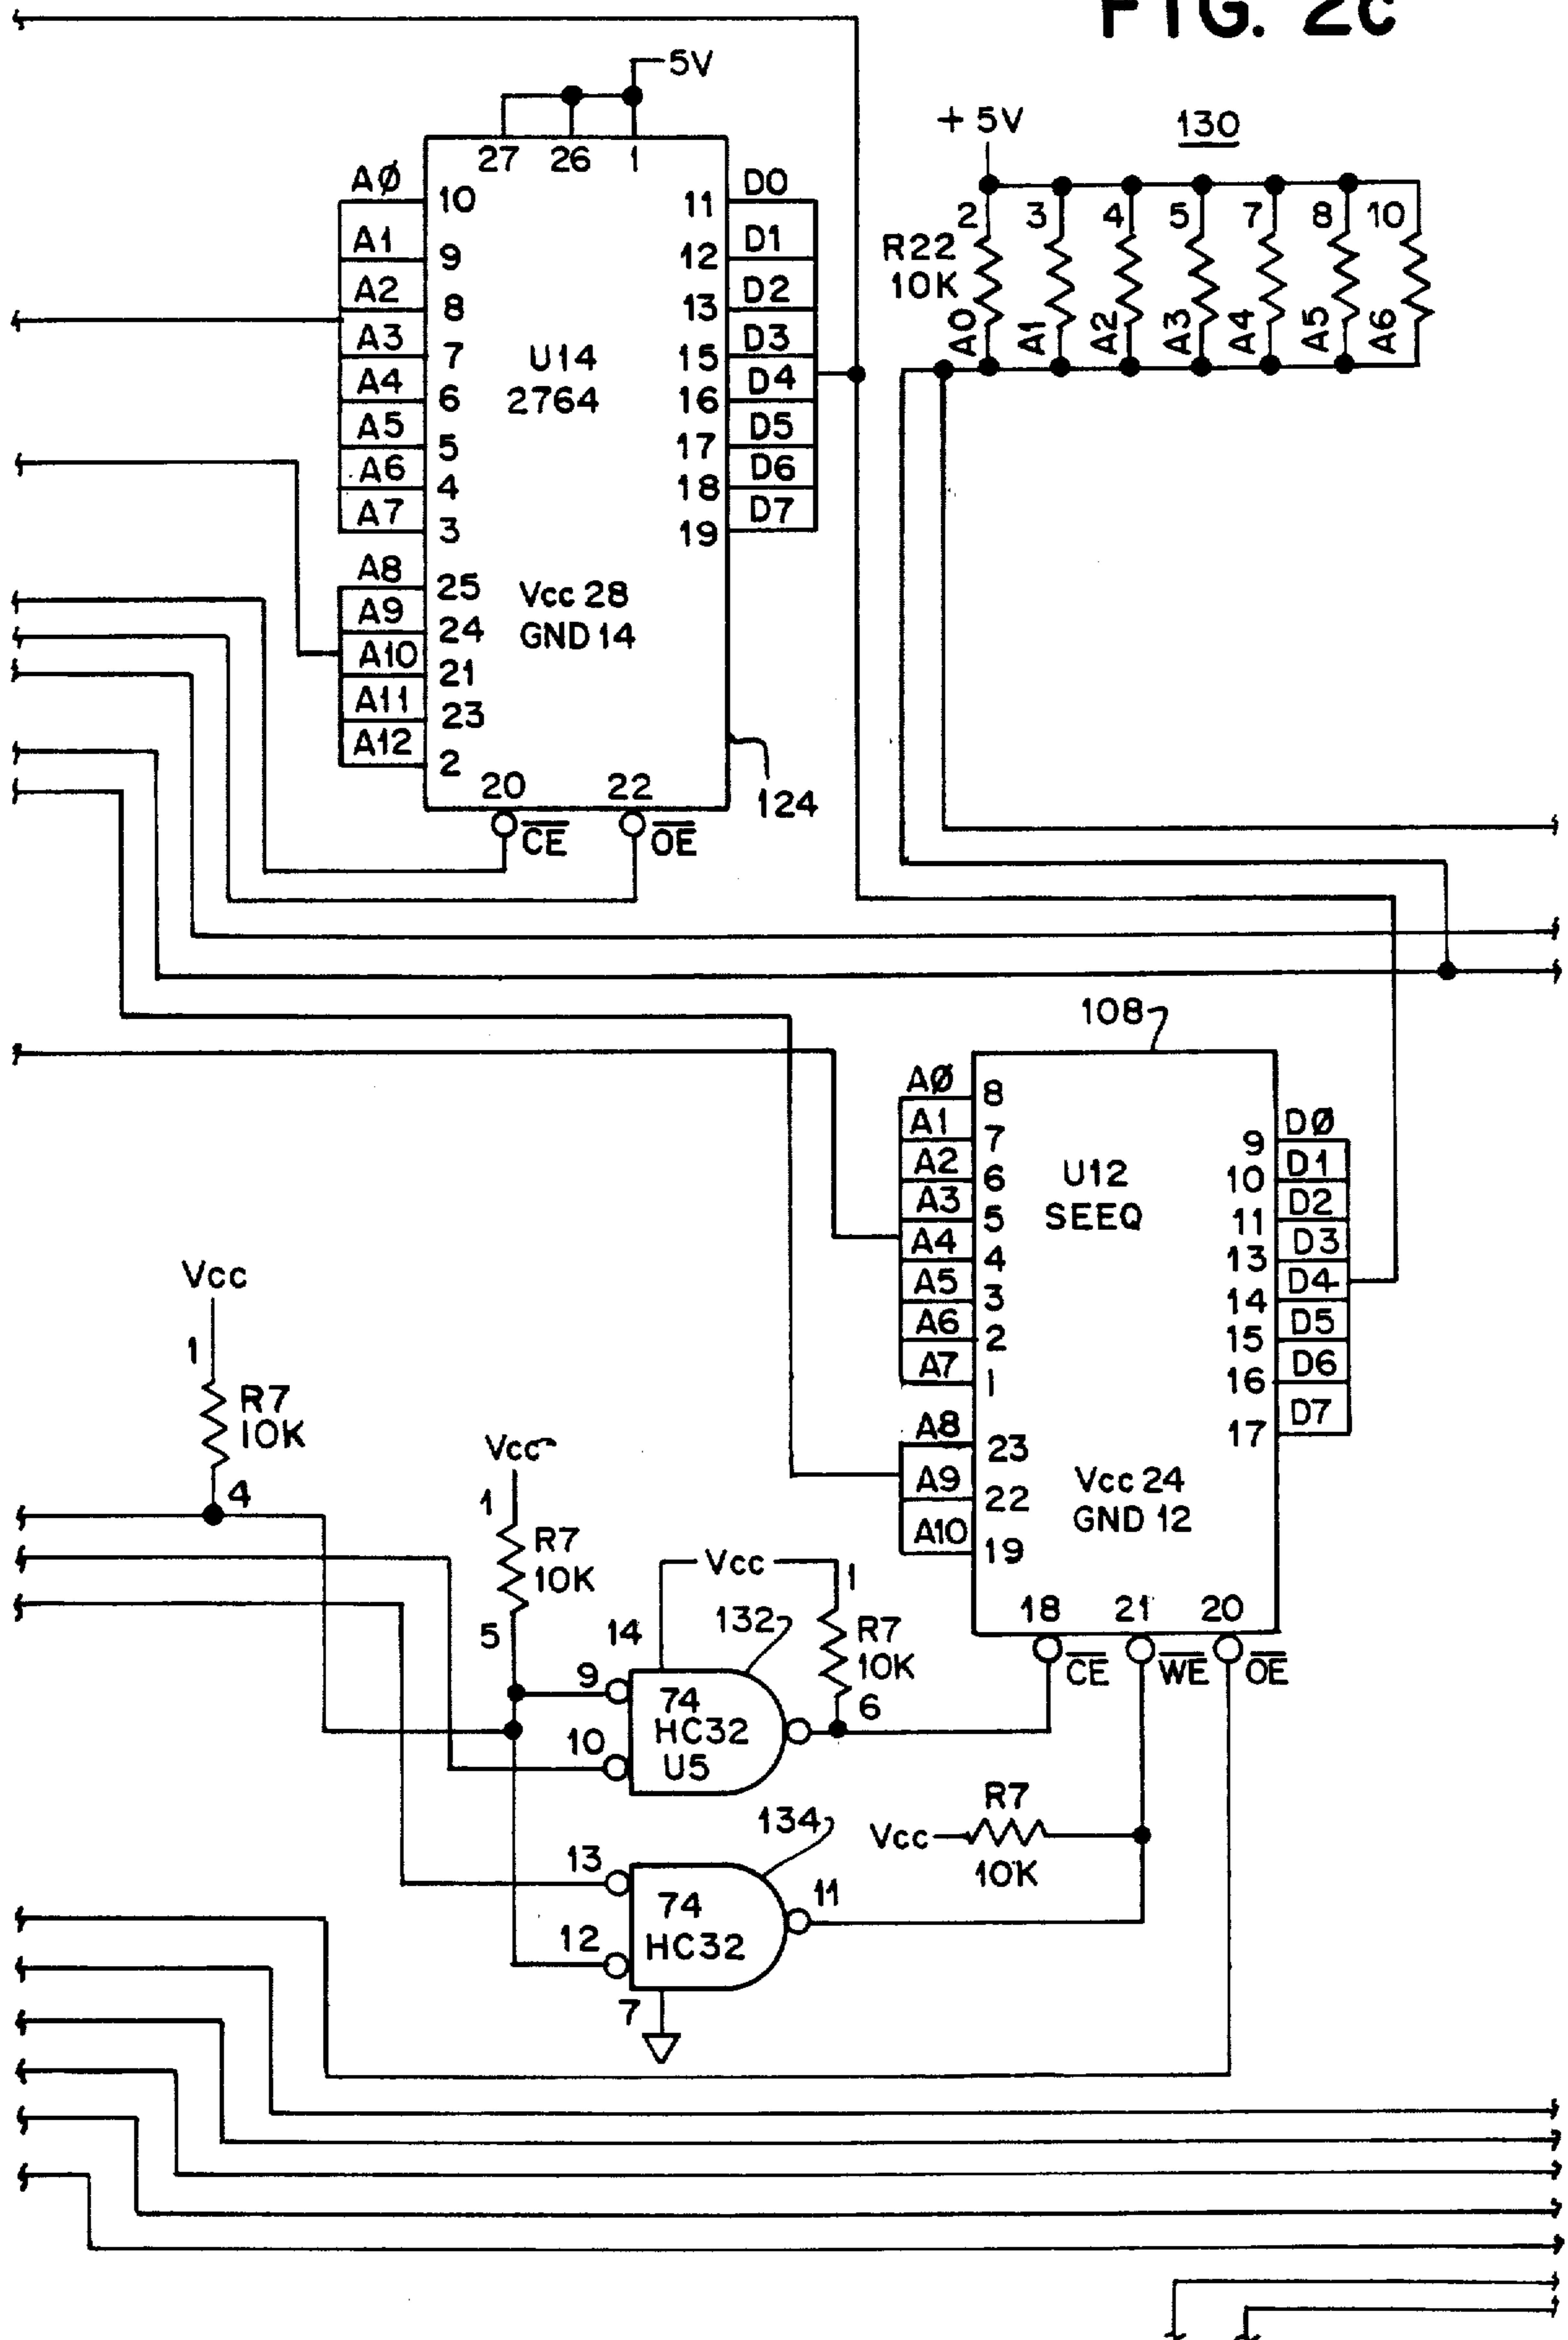 FIG. 2c
5V
27 26 1
AØ 10 11 D0
A1 9 12 D1
A2 8 13 D2
A3 7 15 D3
A4 6 16 D4
A5 5 17 D5
A6 4 18 D6
A7 3 19 D7
U14
2764
A8 25
A9 24
A10 21
A11 23
A12 2
Vcc 28
GND 14
20 22
CE OE
124
+5V
130
2 3 4 5 7 8 10
R22
10K
A0 A1 A2 A3 A4 A5 A6
108
AØ 8
A1 7
A2 6
A3 5
A4 4
A5 3
A6 2
A7 1
U12
SEEQ
9 DØ
10 D1
11 D2
13 D3
14 D4
15 D5
16 D6
17 D7
A8 23
A9 22
A10 19
Vcc 24
GND 12
18 21 20
CE WE OE
Vcc
1
R7
10K
4
Vcc
1
R7
10K
5
Vcc
14
132
1
R7
10K
6
9
10
74
HC32
U5
134
Vcc
R7
10K
13
12
74
HC32
11
7